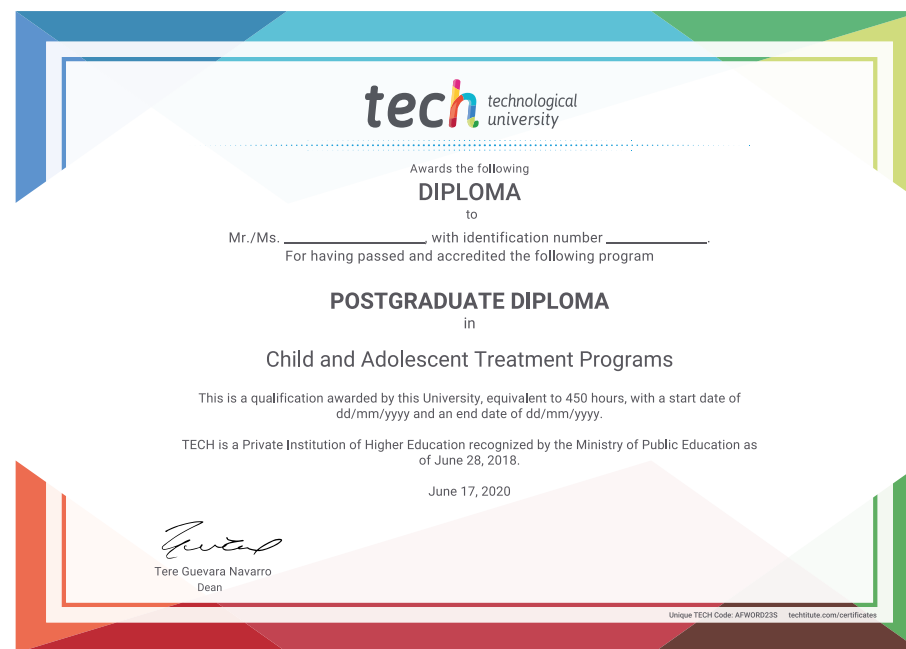 tech technological
university
Awards the following
DIPLOMA
to
Mr./Ms. ____________________, with identification number ______________.
For having passed and accredited the following program
POSTGRADUATE DIPLOMA
in
Child and Adolescent Treatment Programs
This is a qualification awarded by this University, equivalent to 450 hours, with a start date of
dd/mm/yyyy and an end date of dd/mm/yyyy.
TECH is a Private Institution of Higher Education recognized by the Ministry of Public Education as
of June 28, 2018.
June 17, 2020
Tere Guevara Navarro
Dean
Unique TECH Code: AFWORD23S techtitute.com/certificates